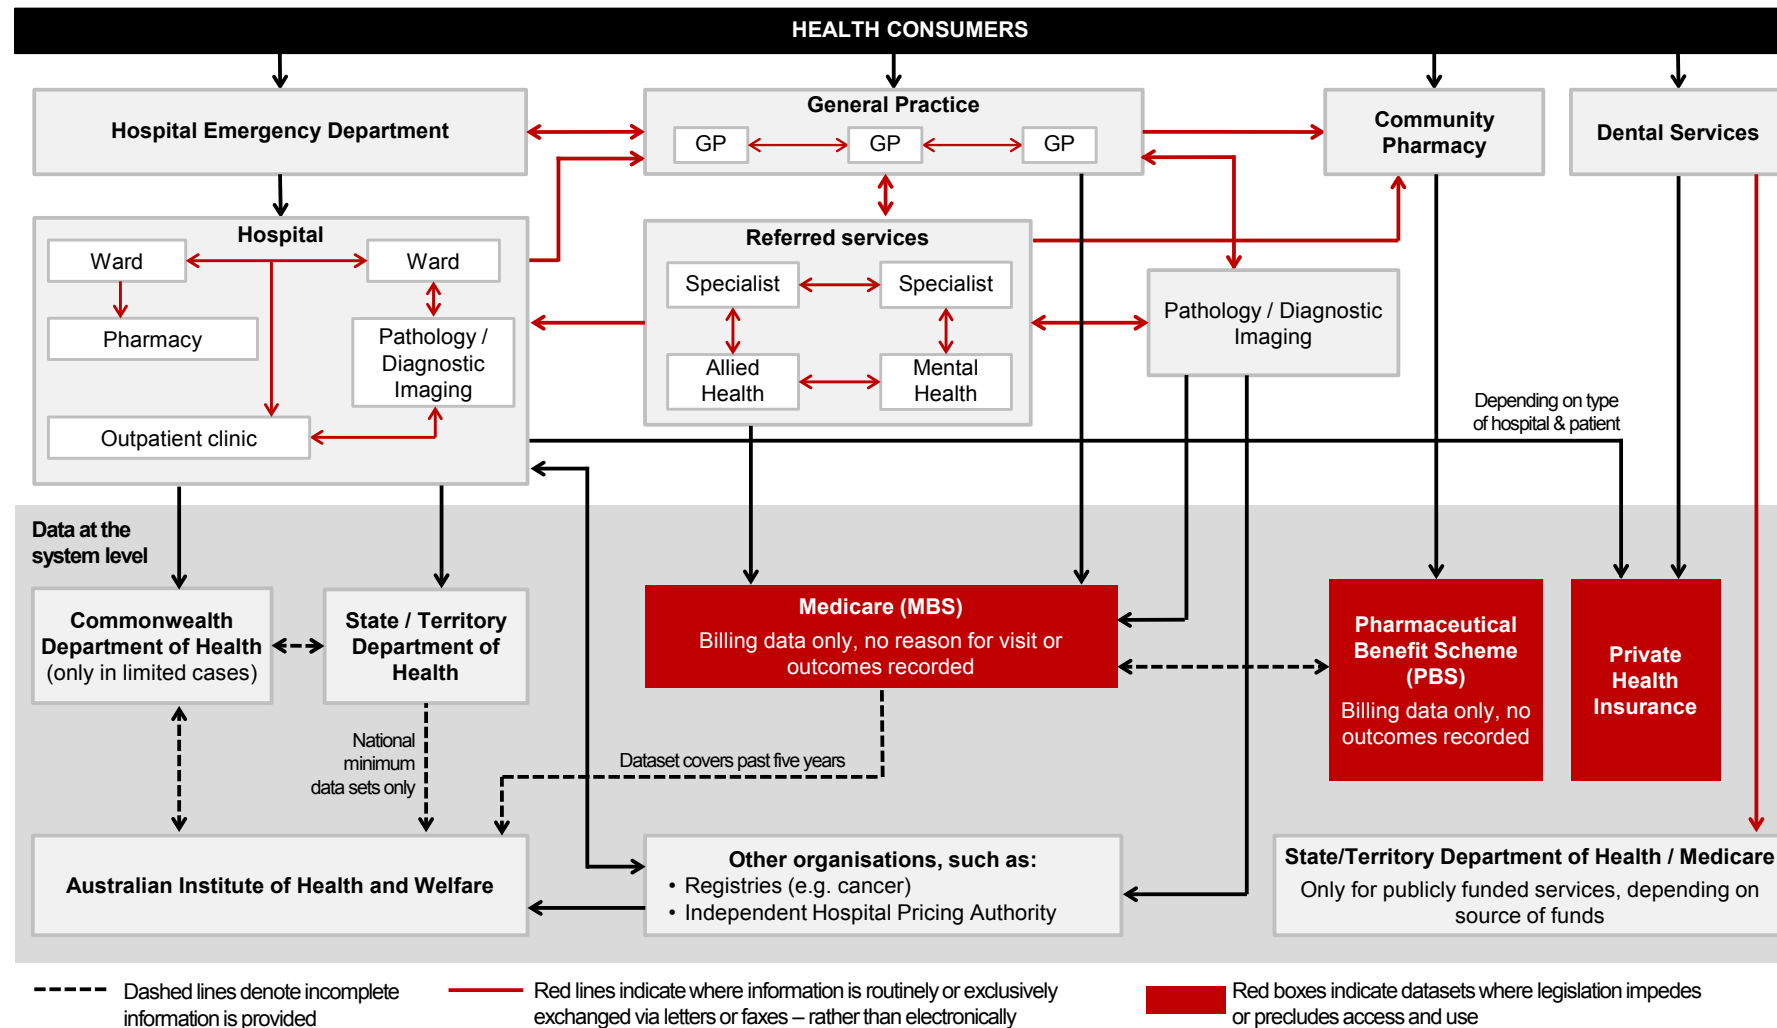 HEALTH CONSUMERS
Hospital Emergency Department
General Practice
GP
GP
GP
Community
Pharmacy
Dental Services
Hospital
Ward
Ward
Pharmacy
Pathology /
Diagnostic
Imaging
Outpatient clinic
Referred services
Specialist
Specialist
Allied
Health
Mental
Health
Pathology / Diagnostic
Imaging
Depending on type
of hospital & patient
Data at the
system level
Commonwealth
Department of Health
(only in limited cases)
State / Territory
Department of
Health
Medicare (MBS)
Billing data only, no reason for visit or
outcomes recorded
Pharmaceutical
Benefit Scheme
(PBS)
Billing data only, no
outcomes recorded
Private
Health
Insurance
National
minimum
data sets only
Dataset covers past five years
Australian Institute of Health and Welfare
Other organisations, such as:
• Registries (e.g. cancer)
• Independent Hospital Pricing Authority
State/Territory Department of Health / Medicare
Only for publicly funded services, depending on
source of funds
Dashed lines denote incomplete
information is provided
Red lines indicate where information is routinely or exclusively
exchanged via letters or faxes – rather than electronically
Red boxes indicate datasets where legislation impedes
or precludes access and use